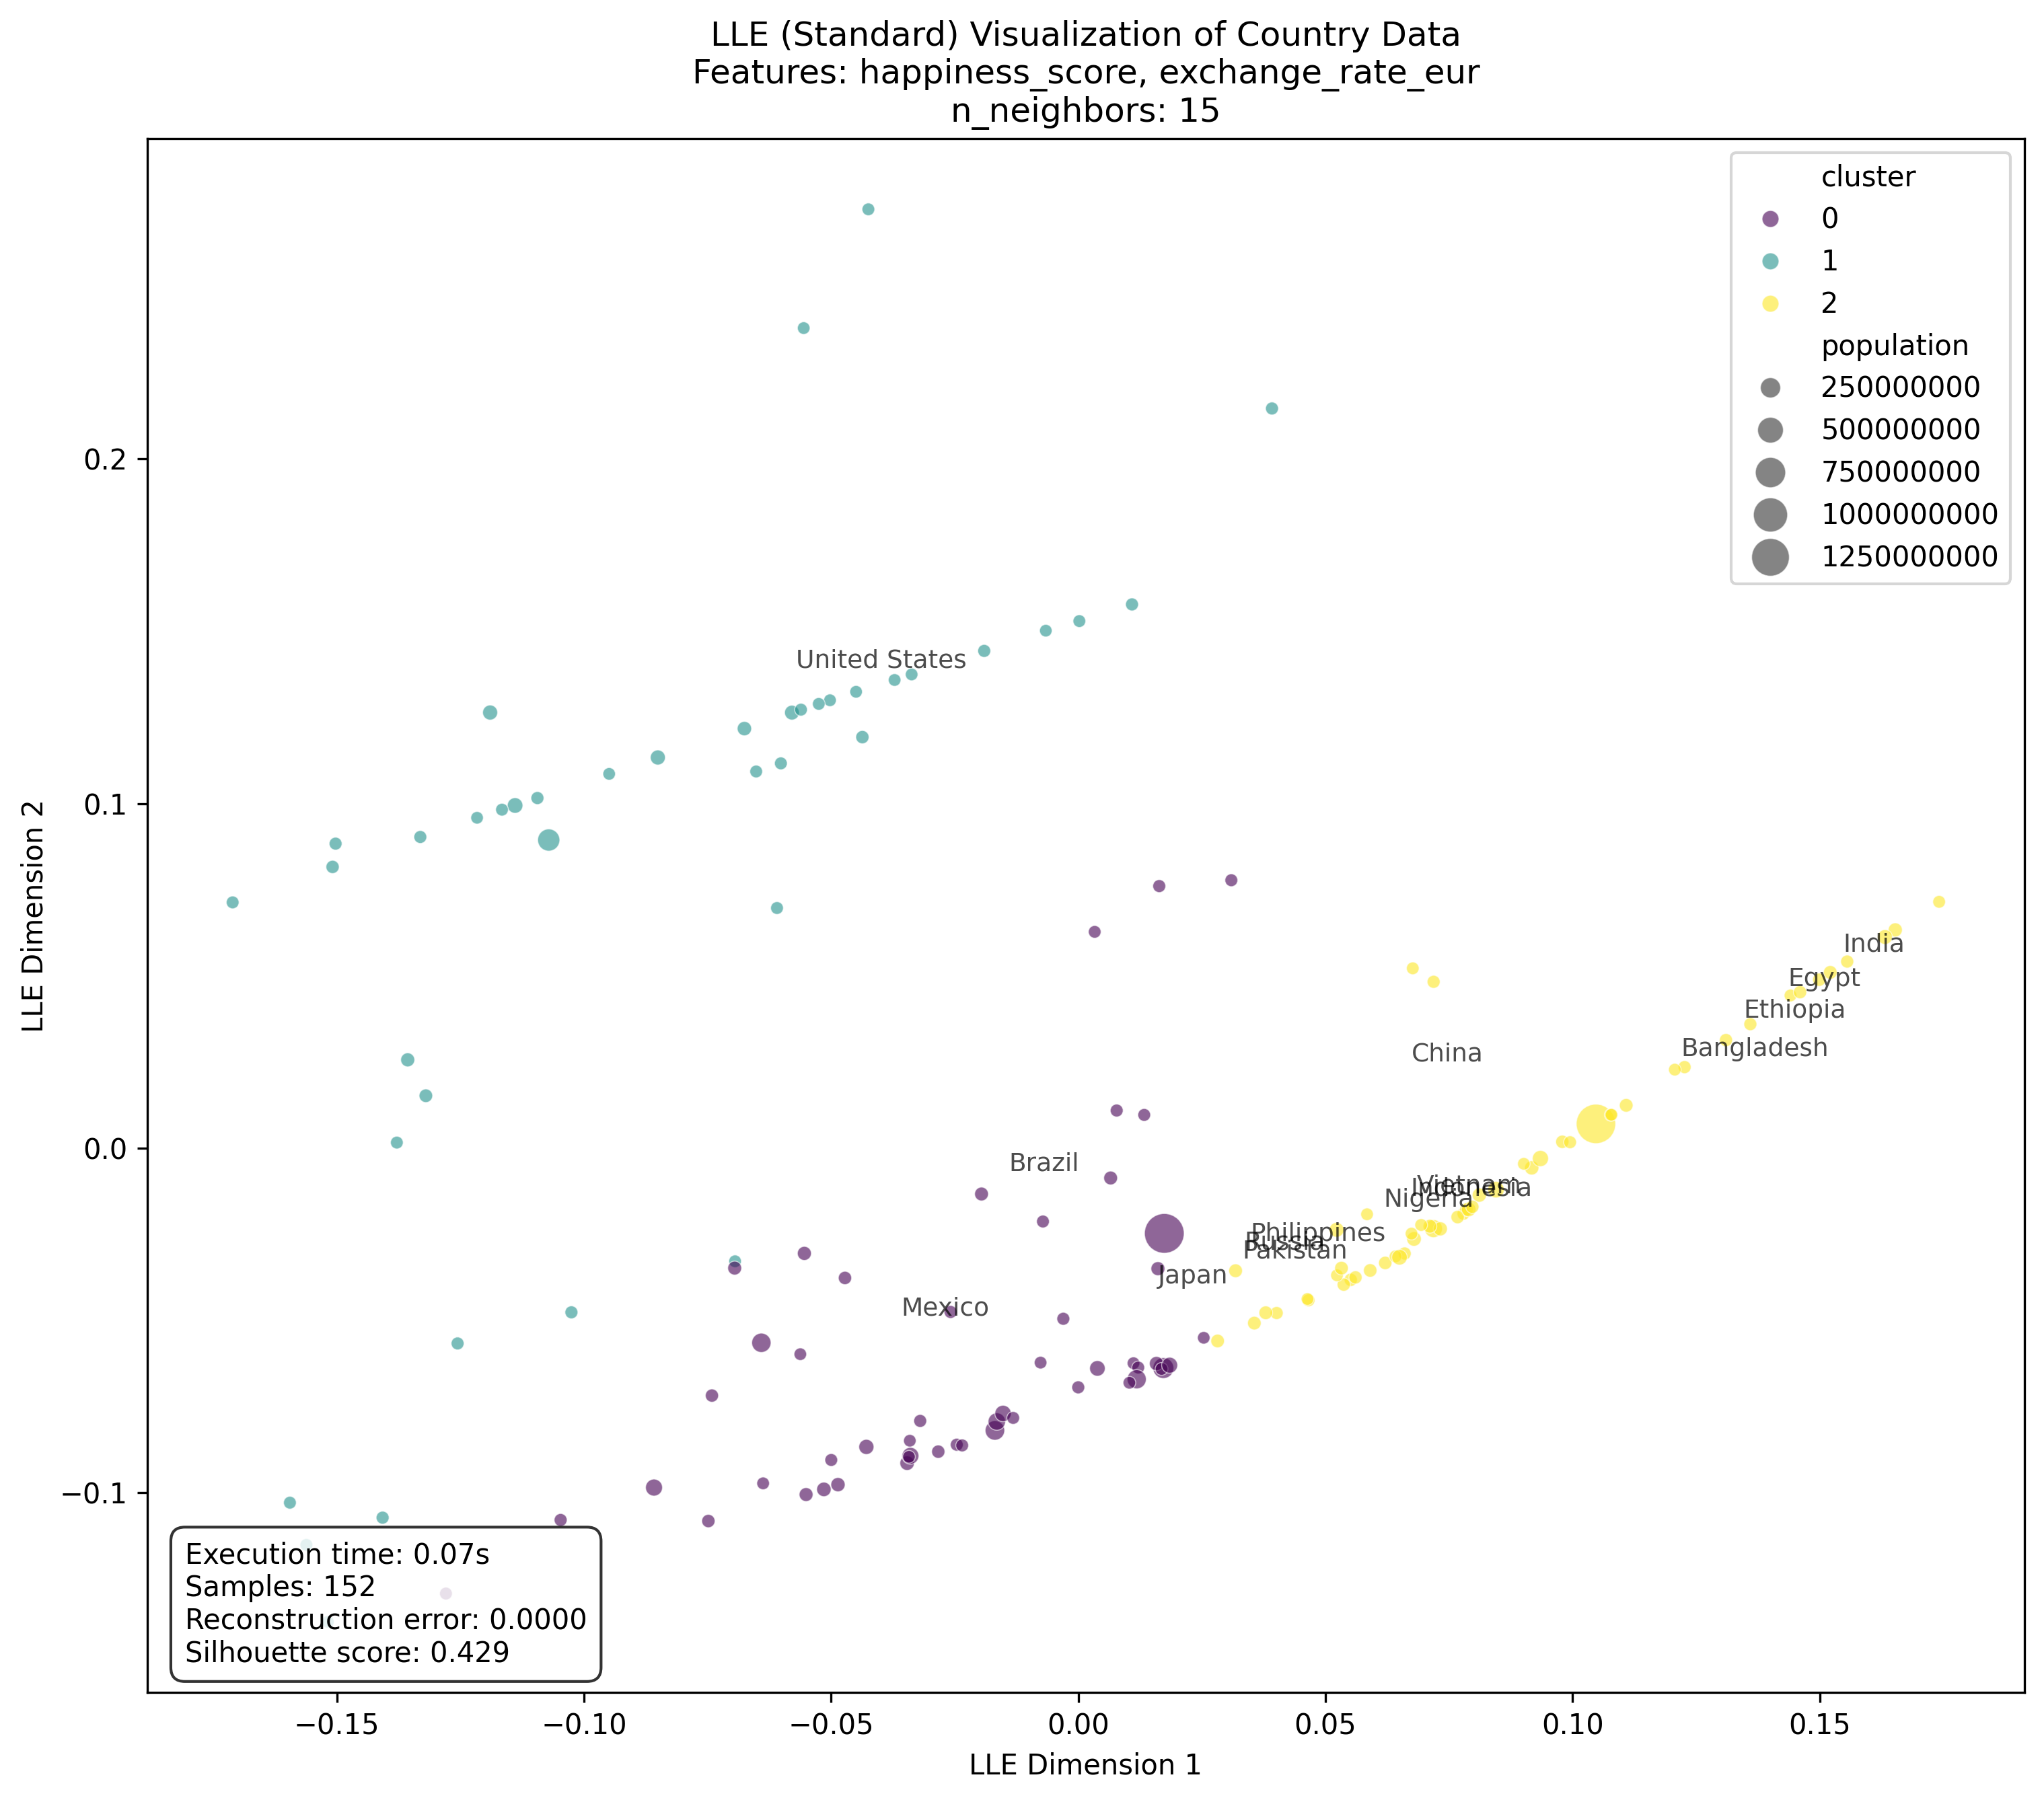 LLE (Standard) Visualization of Country Data
Features: happiness_score, exchange_rate_eur
n_neighbors: 15
cluster
0
1
2
population
250000000
500000000
750000000
1000000000
1250000000
United States
India
Egypt
Ethiopia
Bangladesh
China
Brazil
Vietnam
Indonesia
Nigeria
Philippines
Russia
Pakistan
Japan
Mexico
0.2
0.1
0.0
−0.1
LLE Dimension 2
Execution time: 0.07s
Samples: 152
Reconstruction error: 0.0000
Silhouette score: 0.429
−0.15
−0.10
−0.05
0.00
0.05
0.10
0.15
LLE Dimension 1